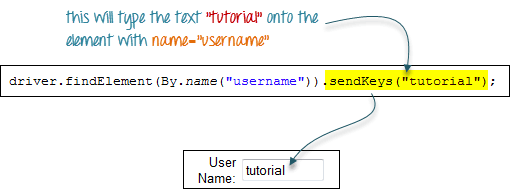 this will type the text "tutorial" onto the
element with name="username"
driver.findElement(By.name("username")).sendKeys("tutorial");
User
Name: tutorial